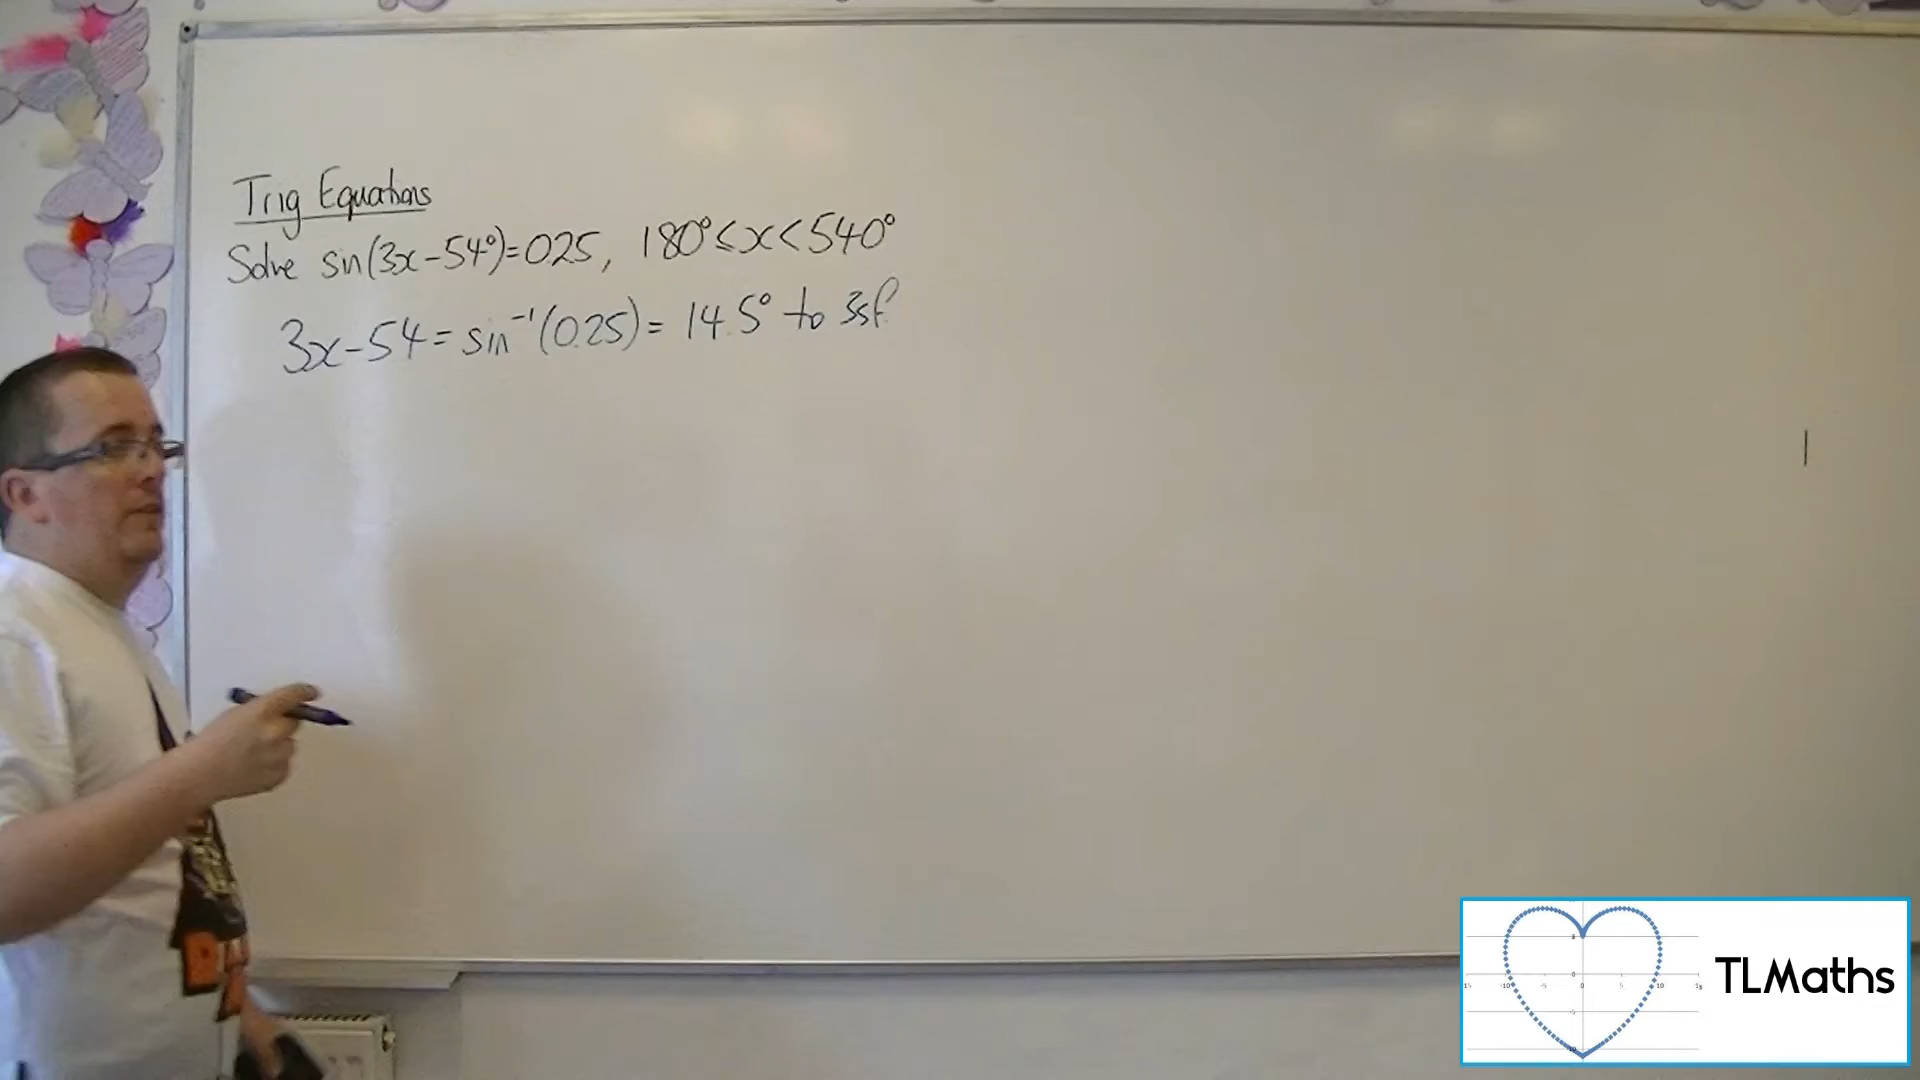 Trig Equations
Solve sin(3x-54°)=0.25, 180°≤x<540°
3x-54=sin⁻¹(0.25)= 14.5° to 3sf
TLMaths